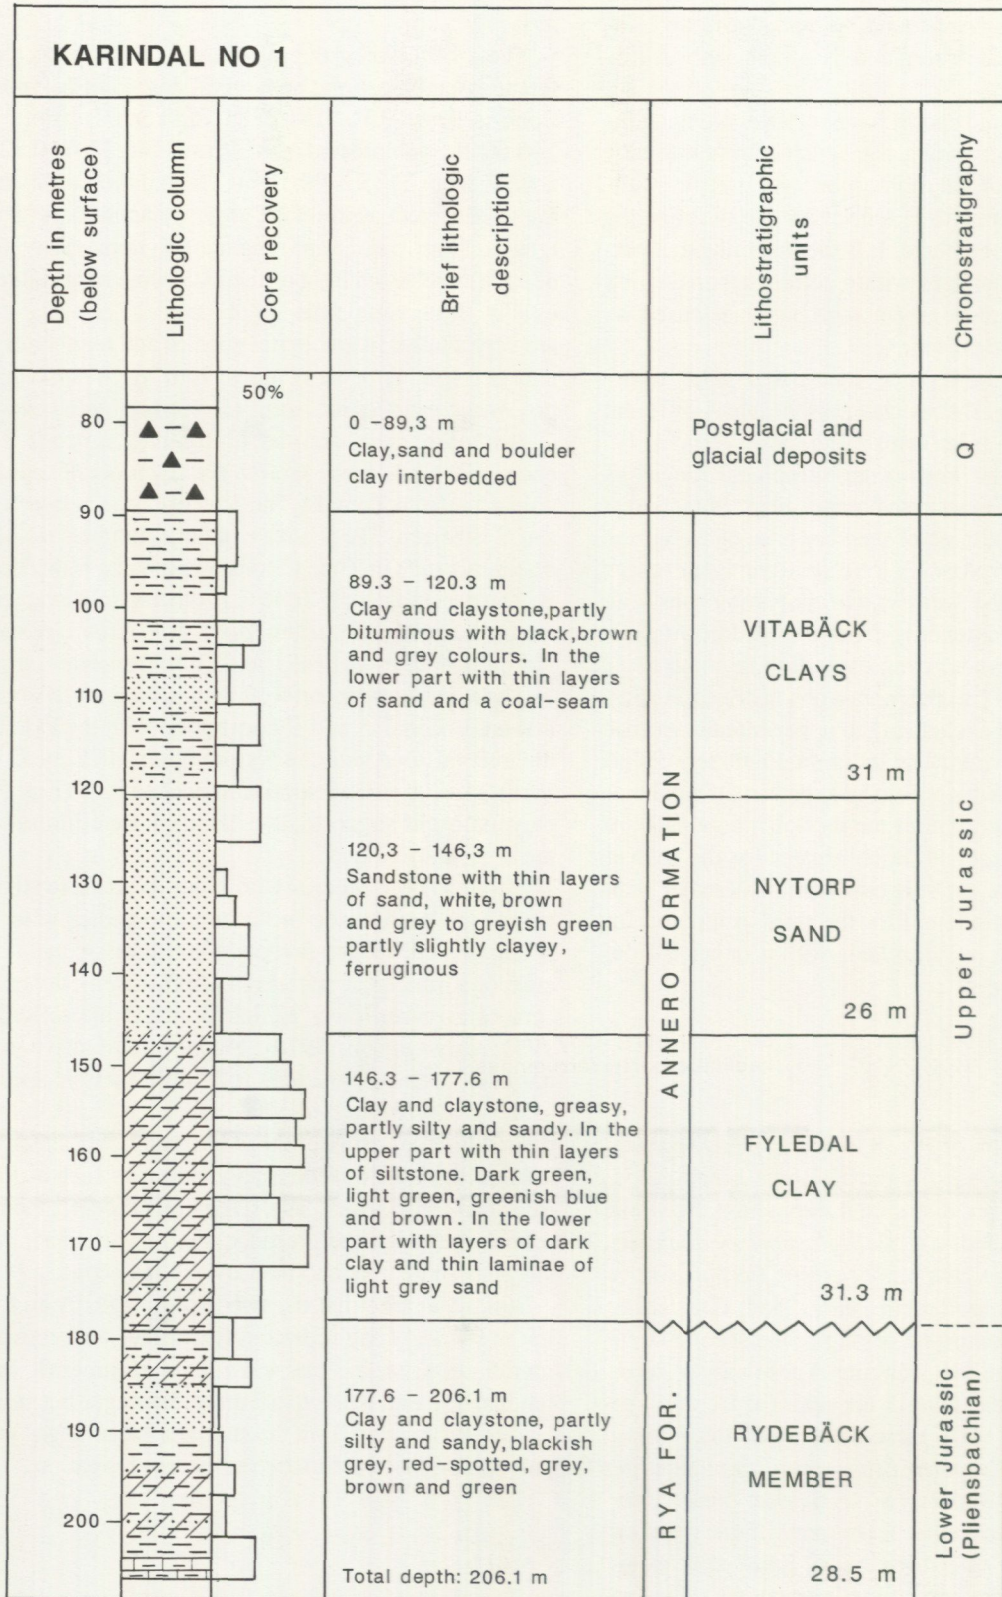 KARINDAL NO 1
Depth in metres
(below surface)
Lithologic column
Core recovery
Brief lithologic
description
Lithostratigraphic
units
Chronostratigraphy
50%
80
90
100
110
120
130
140
150
160
170
180
190
200
0 -89,3 m
Clay,sand and boulder
clay interbedded
Postglacial and
glacial deposits
Q
89.3 - 120.3 m
Clay and claystone,partly
bituminous with black,brown
and grey colours. In the
lower part with thin layers
of sand and a coal-seam
VITABÄCK
CLAYS
31 m
120,3 - 146,3 m
Sandstone with thin layers
of sand, white, brown
and grey to greyish green
partly slightly clayey,
ferruginous
NYTORP
SAND
26 m
146.3 - 177.6 m
Clay and claystone, greasy,
partly silty and sandy. In the
upper part with thin layers
of siltstone. Dark green,
light green, greenish blue
and brown. In the lower
part with layers of dark
clay and thin laminae of
light grey sand
FYLEDAL
CLAY
31.3 m
ANNERO FORMATION
Upper Jurassic
177.6 - 206.1 m
Clay and claystone, partly
silty and sandy, blackish
grey, red-spotted, grey,
brown and green
Total depth: 206.1 m
RYA FOR.
RYDEBÄCK
MEMBER
28.5 m
Lower Jurassic
(Pliensbachian)